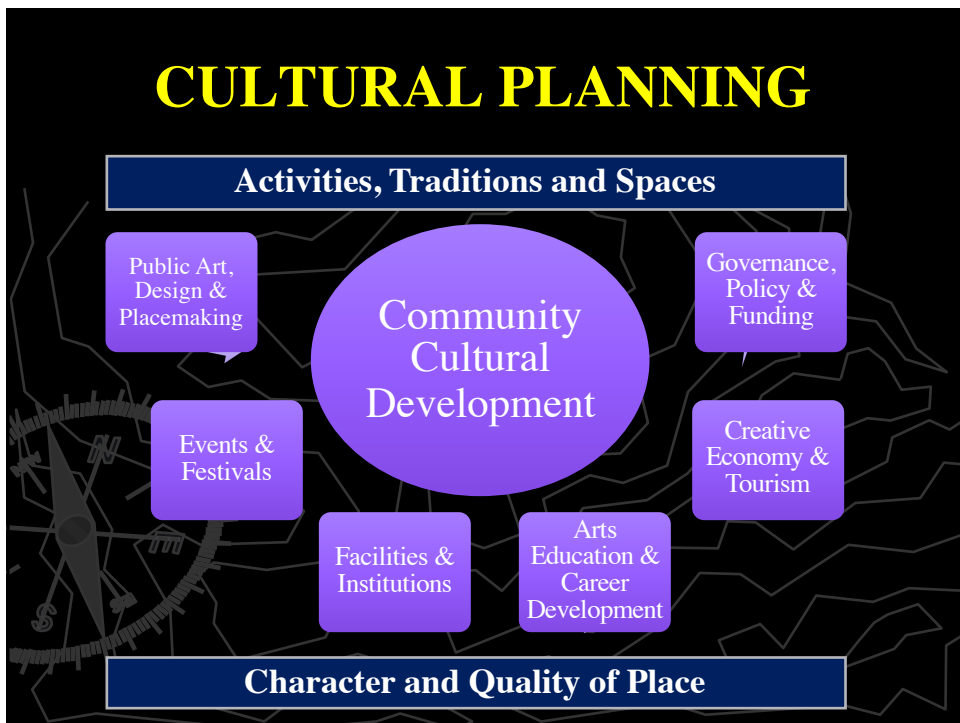 CULTURAL PLANNING
Activities, Traditions and Spaces
Public Art,
Design &
Placemaking
Community
Cultural
Development
Governance,
Policy &
Funding
Events &
Festivals
Creative
Economy &
Tourism
Facilities &
Institutions
Arts
Education &
Career
Development
Character and Quality of Place
N
E
S